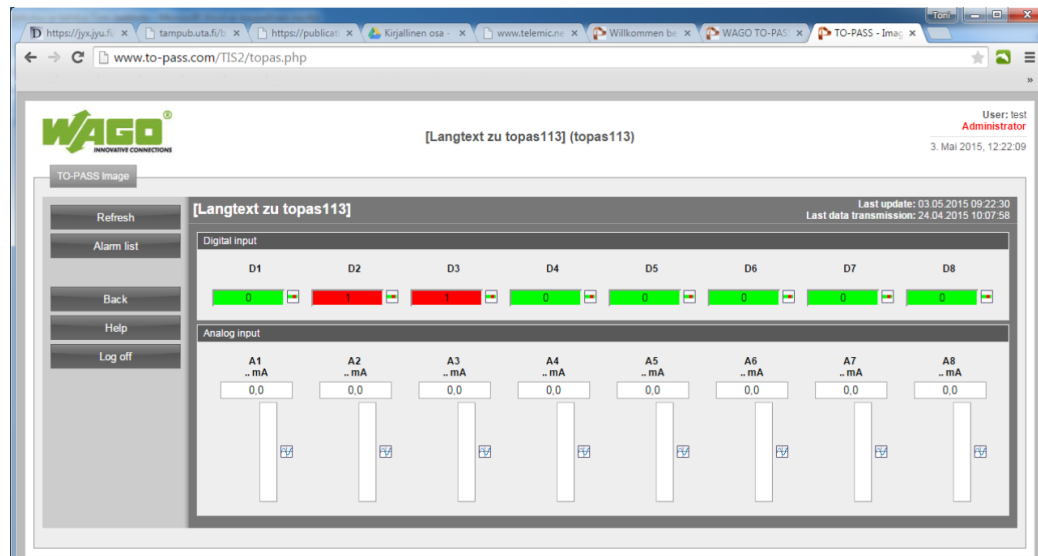 Toni
https://jyx.jyu.fi
tampub.uta.fi/b
https://publicat
Kirjallinen osa -
www.telemic.ne
Willkommen be
WAGO TO-PAS
TO-PASS - Imag
www.to-pass.com/TIS2/topas.php
WAGO®
INNOVATIVE CONNECTIONS
[Langtext zu topas113] (topas113)
User: test
Administrator
3. Mai 2015, 12:22:09
TO-PASS Image
Refresh
Alarm list
Back
Help
Log off
[Langtext zu topas113]
Last update: 03.05.2015 09:22:30
Last data transmission: 24.04.2015 10:07:58
Digital input
D1 D2 D3 D4 D5 D6 D7 D8
0 1 1 0 0 0 0 0
Analog input
A1 A2 A3 A4 A5 A6 A7 A8
.. mA .. mA .. mA .. mA .. mA .. mA .. mA .. mA
0,0 0,0 0,0 0,0 0,0 0,0 0,0 0,0